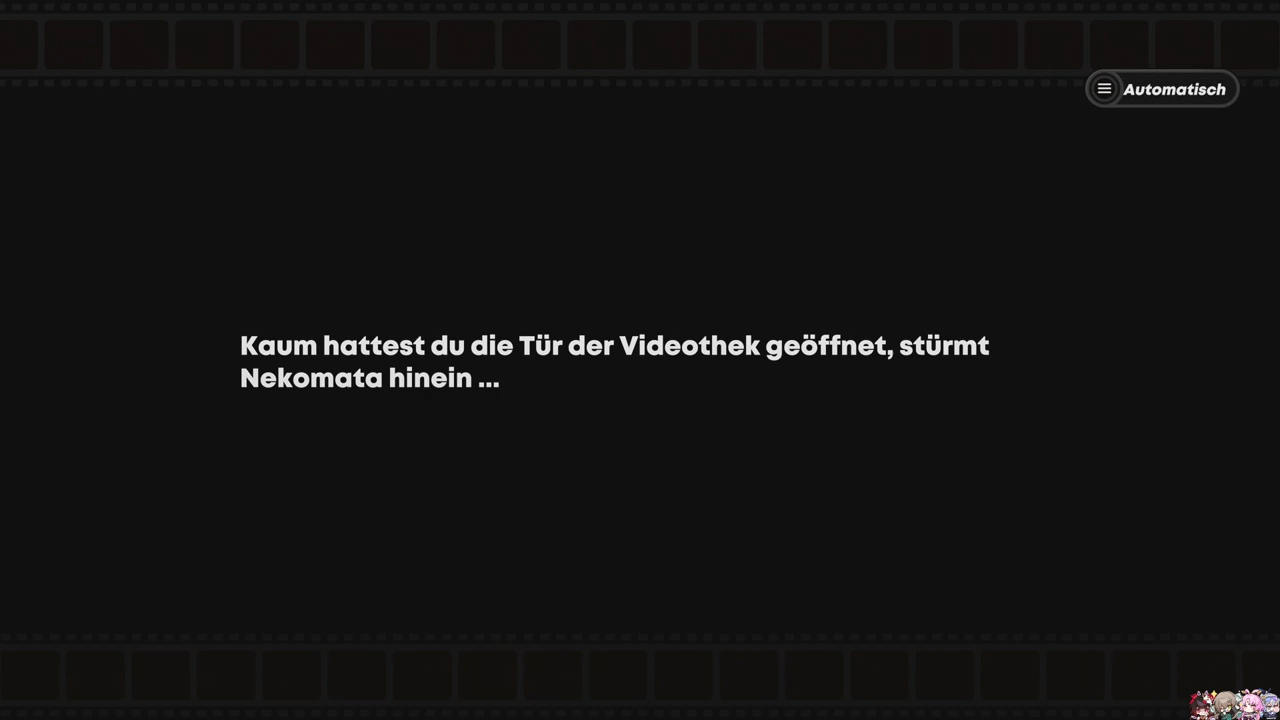 Automatisch
Kaum hattest du die Tür der Videothek geöffnet, stürmt
Nekomata hinein ...